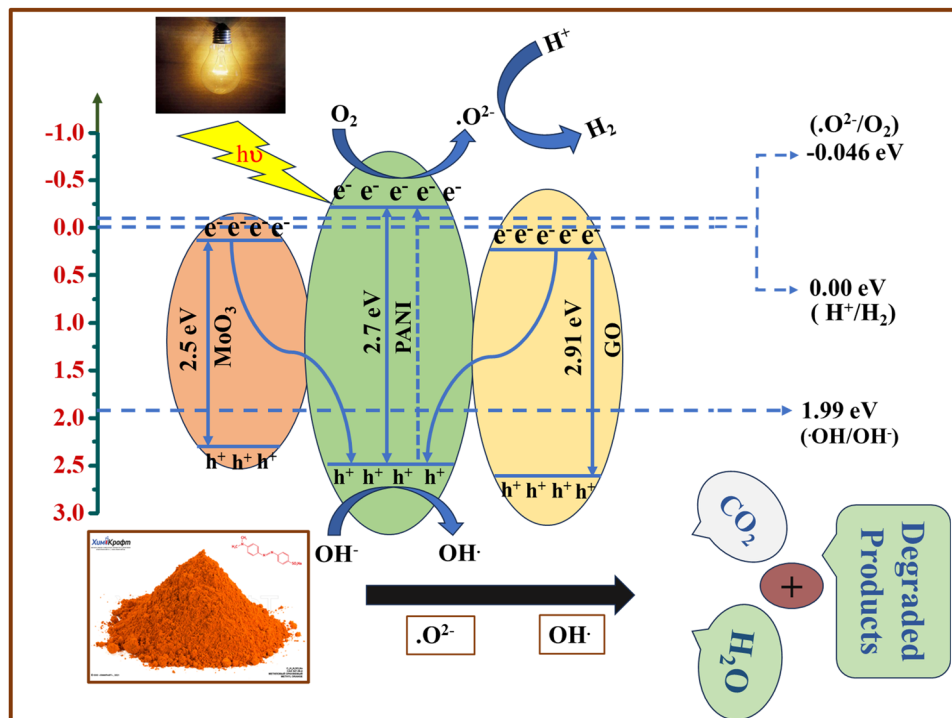 H⁺
O₂
.O²⁻
H₂
hυ
-1.0
-0.5
0.0
0.5
1.0
1.5
2.0
2.5
3.0
e⁻ e⁻ e⁻ e⁻
2.5 eV
MoO₃
h⁺ h⁺ h⁺
e⁻ e⁻ e⁻ e⁻ e⁻
2.7 eV
PANI
h⁺ h⁺ h⁺ h⁺
e⁻ e⁻ e⁻ e⁻ e⁻
2.91 eV
GO
h⁺ h⁺ h⁺ h⁺
(.O²⁻/O₂)
-0.046 eV
0.00 eV
( H⁺/H₂)
1.99 eV
(·OH/OH⁻)
OH⁻
OH·
ХимКрафт
.O²⁻
OH·
CO₂
+
H₂O
Degraded
Products